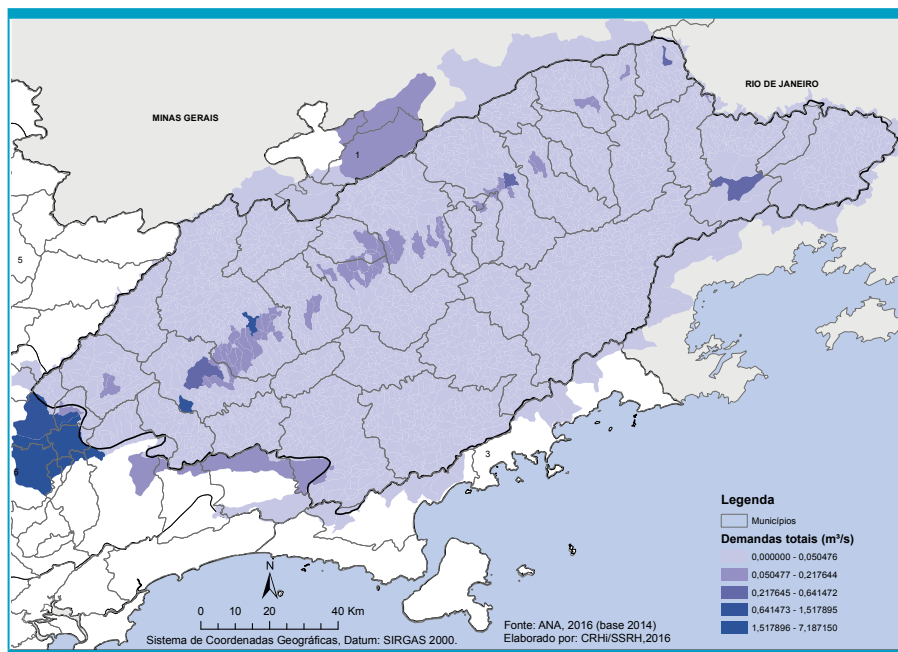 RIO DE JANEIRO
MINAS GERAIS
1
5
3
6
Legenda
Municípios
Demandas totais (m³/s)
0,000000 - 0,050476
0,050477 - 0,217644
0,217645 - 0,641472
0,641473 - 1,517895
1,517896 - 7,187150
N
0 10 20 40 Km
Sistema de Coordenadas Geográficas, Datum: SIRGAS 2000.
Fonte: ANA, 2016 (base 2014)
Elaborado por: CRHi/SSRH,2016